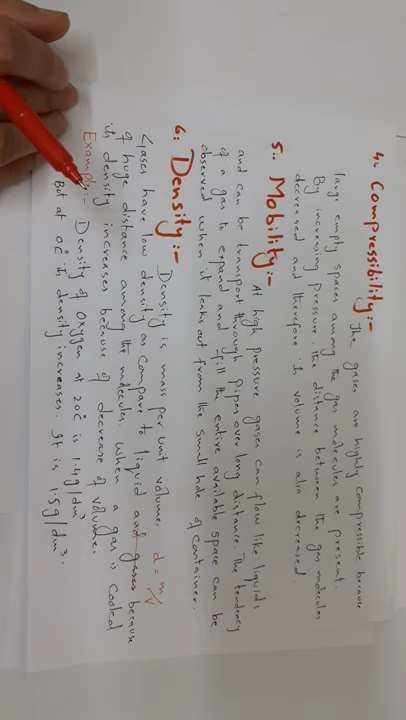 4. Compressibility:- The gases are highly compressible because
large empty spaces among the gas molecules are present.
By increasing pressure. The distance between the gas molecules
decreased and therefore its volume is also decreased.
5.. Mobility:- At high pressure gases can flow like liquids
and can be transport through pipes over long distance. The tendency
of a gas to expand and fill the entire available space can be
observed when it leaks out from the small hole of container.
6. Density:- Density is mass per unit volume. d = m/v
Gases have low density as compare to liquid and gases because
of huge distance among the molecules. When a gas is cooled
its density increases because of decrease of volume.
Example:- Density of Oxygen at 20°C is 1.4g/dm³
But at 0°C its density increases. It is 1.5g/dm³.